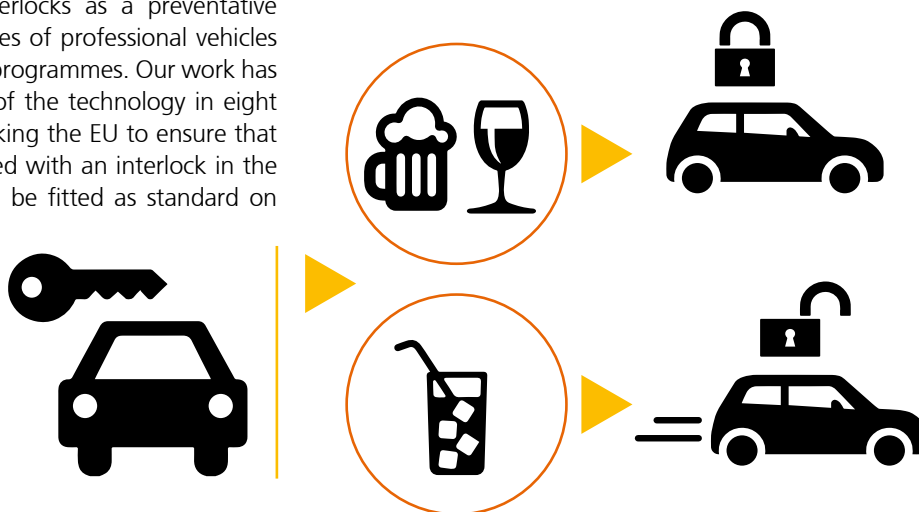 erlocks as a preventative
es of professional vehicles
programmes. Our work has
of the technology in eight
king the EU to ensure that
ed with an interlock in the
be fitted as standard on